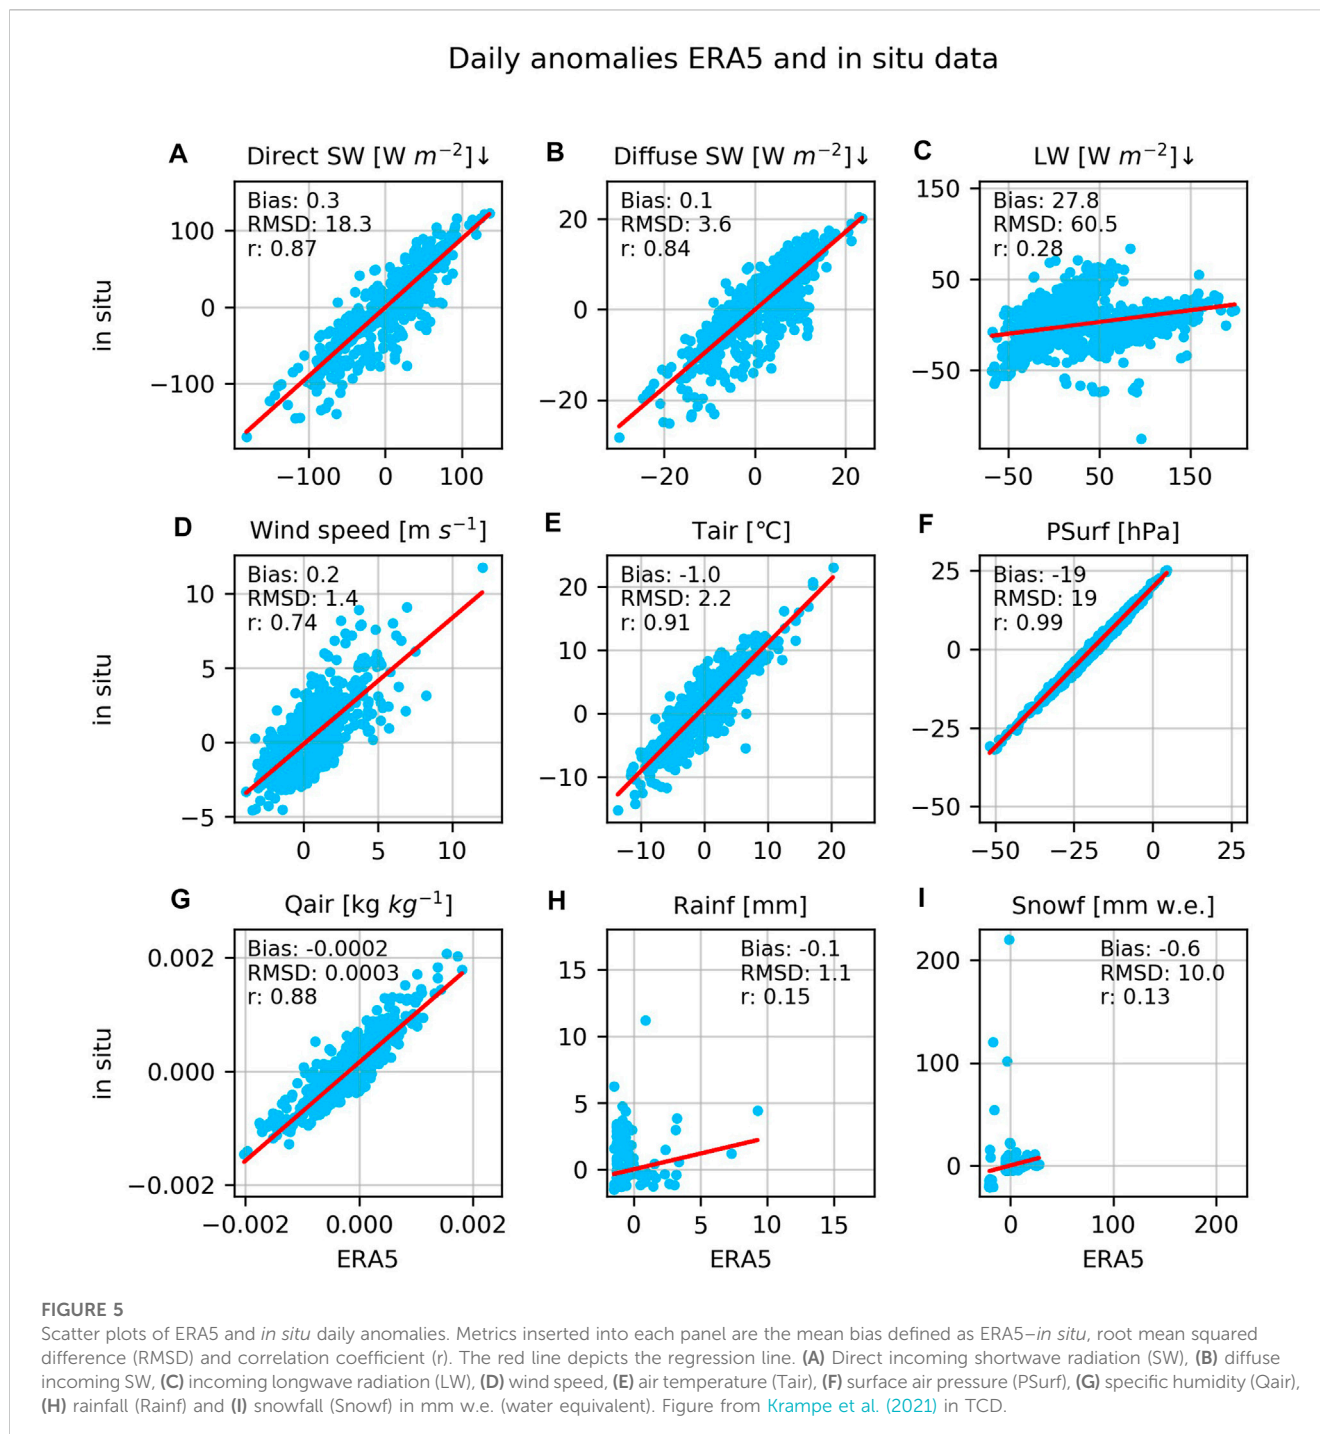 Daily anomalies ERA5 and in situ data
A Direct SW [W m⁻²]↓
Bias: 0.3
RMSD: 18.3
r: 0.87
100
0
−100
in situ
−100 0 100
B Diffuse SW [W m⁻²]↓
Bias: 0.1
RMSD: 3.6
r: 0.84
20
0
−20
−20 0 20
C LW [W m⁻²]↓
Bias: 27.8
RMSD: 60.5
r: 0.28
150
50
−50
−50 50 150
D Wind speed [m s⁻¹]
Bias: 0.2
RMSD: 1.4
r: 0.74
10
5
0
−5
in situ
0 5 10
E Tair [°C]
Bias: -1.0
RMSD: 2.2
r: 0.91
20
10
0
−10
−10 0 10 20
F PSurf [hPa]
Bias: -19
RMSD: 19
r: 0.99
25
0
−25
−50
−50 −25 0 25
G Qair [kg kg⁻¹]
Bias: -0.0002
RMSD: 0.0003
r: 0.88
0.002
0.000
−0.002
in situ
−0.002 0.000 0.002
ERA5
H Rainf [mm]
Bias: -0.1
RMSD: 1.1
r: 0.15
15
10
5
0
0 5 10 15
ERA5
I Snowf [mm w.e.]
Bias: -0.6
RMSD: 10.0
r: 0.13
200
100
0
0 100 200
ERA5
FIGURE 5
Scatter plots of ERA5 and in situ daily anomalies. Metrics inserted into each panel are the mean bias defined as ERA5–in situ, root mean squared
difference (RMSD) and correlation coefficient (r). The red line depicts the regression line. (A) Direct incoming shortwave radiation (SW), (B) diffuse
incoming SW, (C) incoming longwave radiation (LW), (D) wind speed, (E) air temperature (Tair), (F) surface air pressure (PSurf), (G) specific humidity (Qair),
(H) rainfall (Rainf) and (I) snowfall (Snowf) in mm w.e. (water equivalent). Figure from Krampe et al. (2021) in TCD.